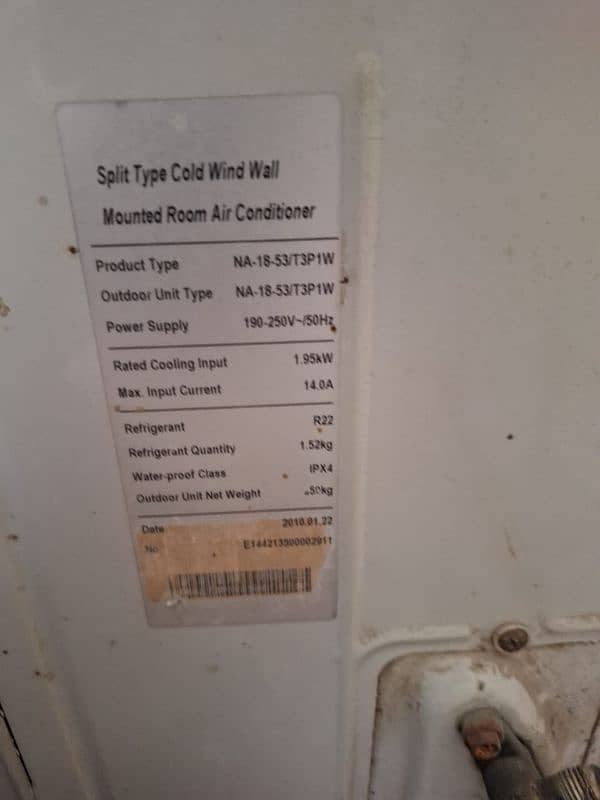 Split Type Cold Wind Wall
Mounted Room Air Conditioner
Product Type NA-18-53/T3P1W
Outdoor Unit Type NA-18-53/T3P1W
Power Supply 190-250V~/50Hz
Rated Cooling Input 1.95kW
Max. Input Current 14.0A
Refrigerant R22
Refrigerant Quantity 1.52kg
Water-proof Class IPX4
Outdoor Unit Net Weight 50kg
Date 2010.01.22
No